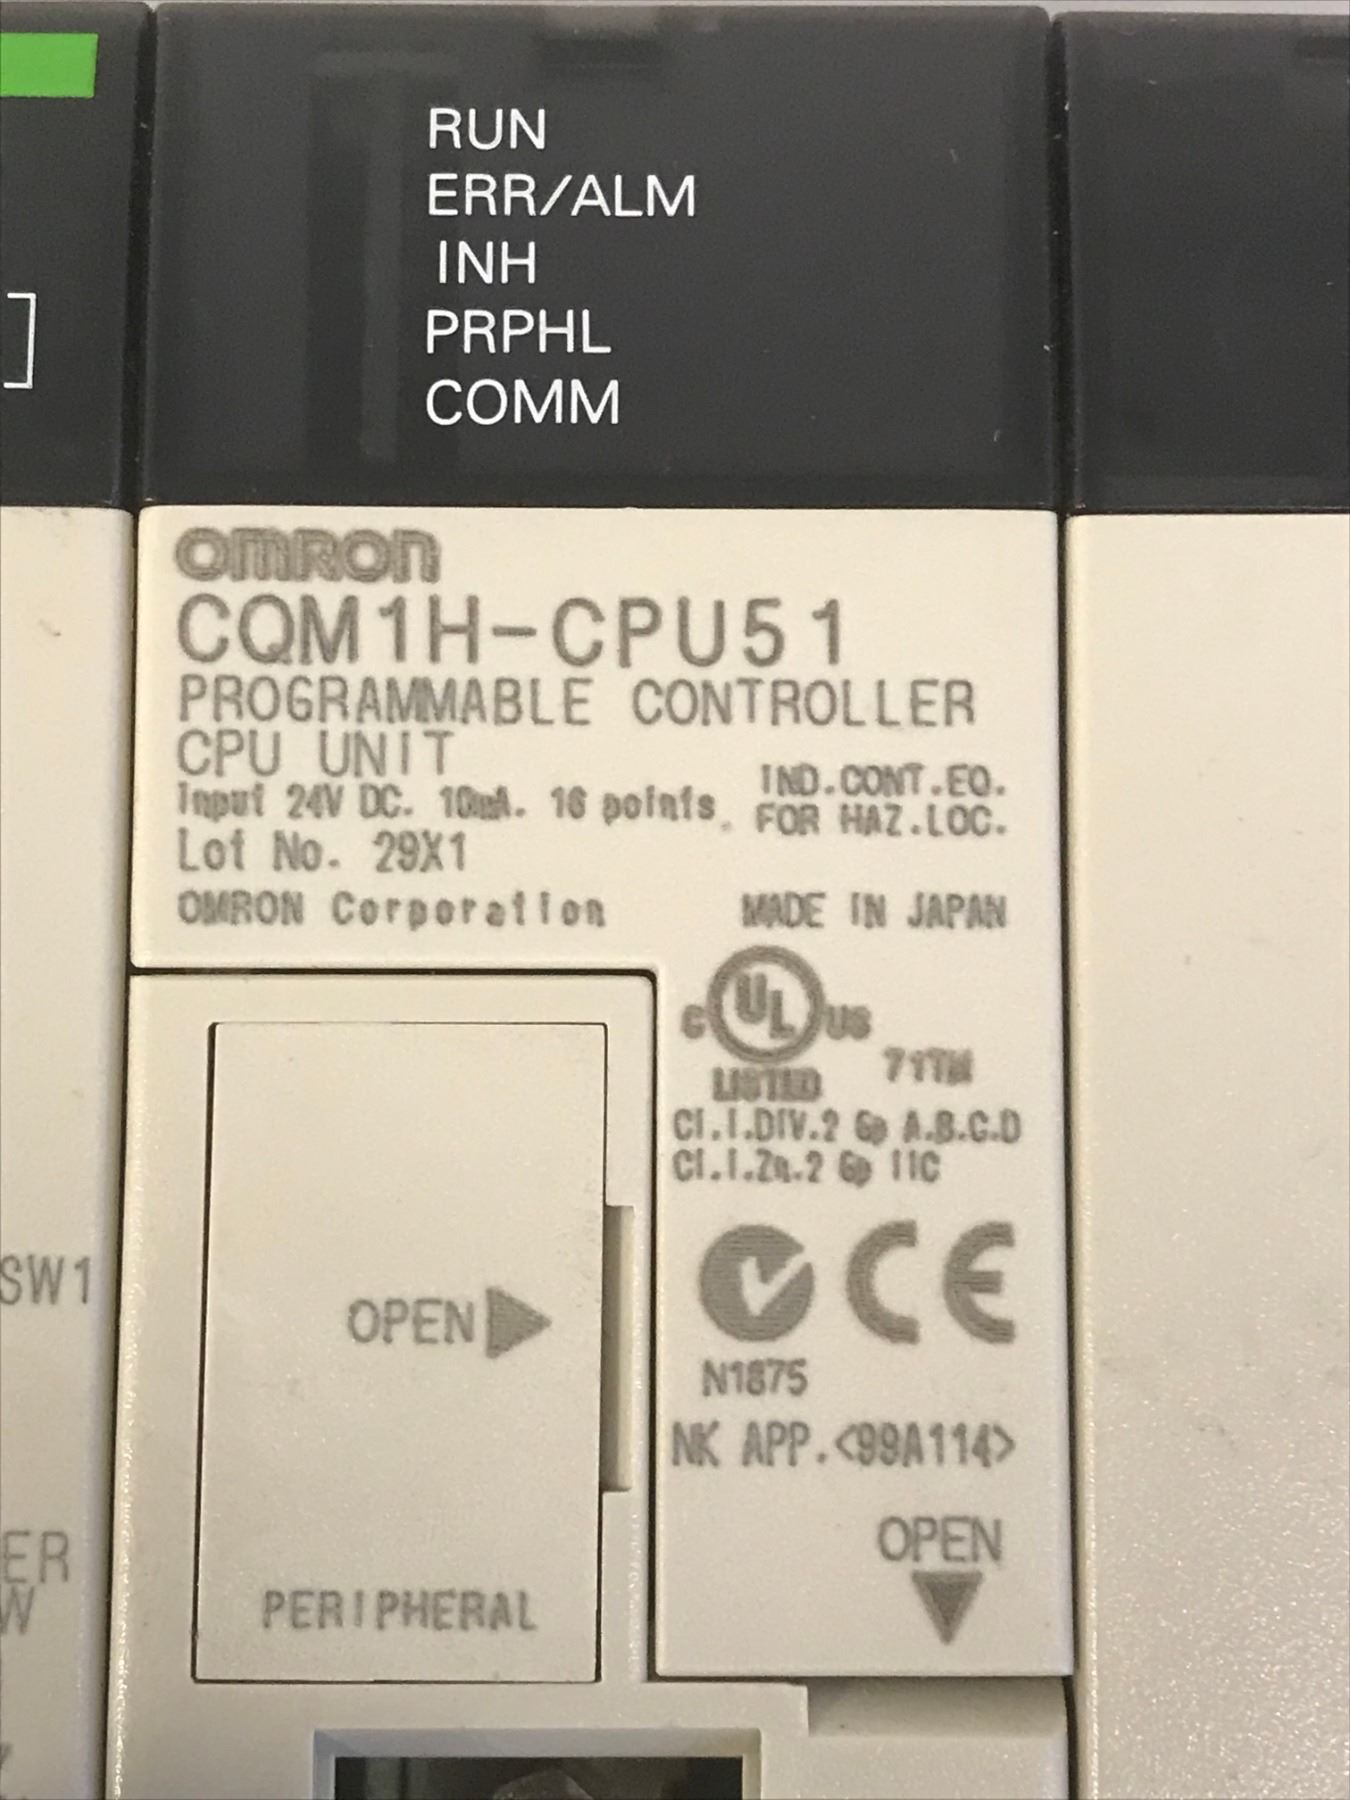 RUN
ERR/ALM
INH
PRPHL
COMM
OMRON
CQM1H-CPU51
PROGRAMMABLE CONTROLLER
CPU UNIT
Input 24V DC. 10mA. 16 points.
IND.CONT.EQ.
FOR HAZ.LOC.
Lot No. 29X1
OMRON Corporation
MADE IN JAPAN
C UL US
LISTED 71TM
Cl.I.DIV.2 Gp A.B.C.D
Cl.I.Zn.2 Gp IIC
CE
N1875
NK APP.<99A114>
OPEN
OPEN
PERIPHERAL
SW1
ER
W